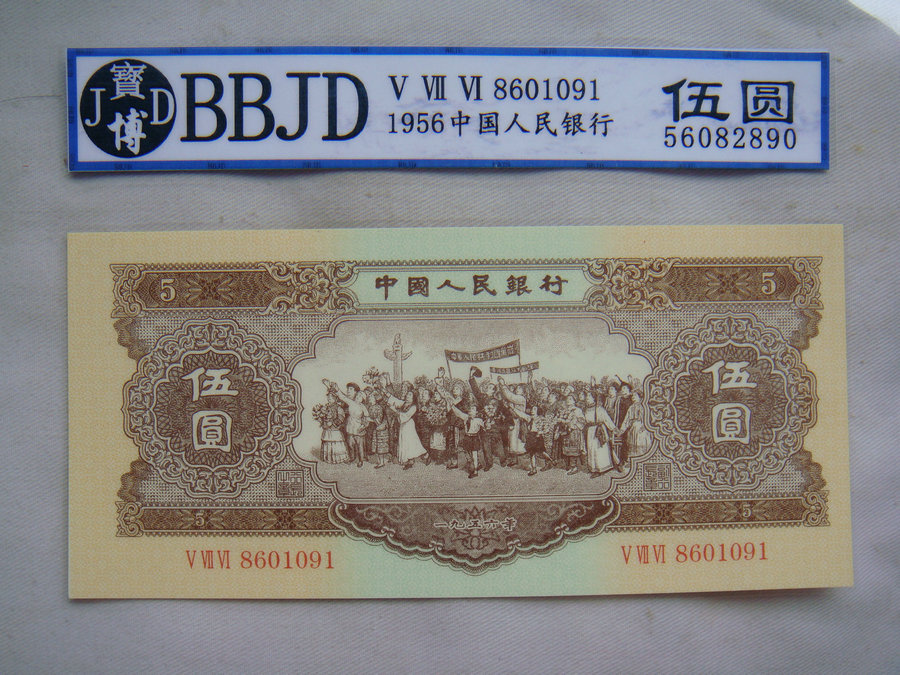 寶
JD
博
BBJD
V Ⅶ Ⅵ 8601091
1956中国人民银行
伍圆
56082890
5
中國人民銀行
5
伍圓
伍圓
5
一九五六年
5
V Ⅶ Ⅵ 8601091
V Ⅶ Ⅵ 8601091